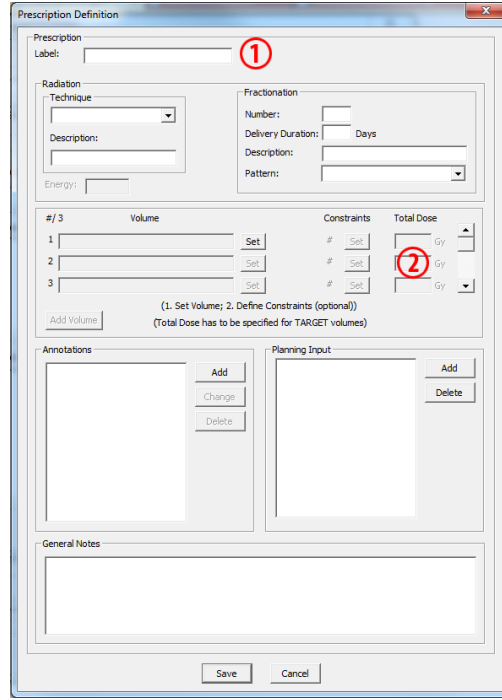 Prescription Definition
x
Prescription
Label:
1
Radiation
Technique
Description:
Energy:
Fractionation
Number:
Delivery Duration: Days
Description:
Pattern:
#/ 3 Volume Constraints Total Dose
1 Set # Set Gy
2 Set # Set 2 Gy
3 Set # Set Gy
(1. Set Volume; 2. Define Constraints (optional))
Add Volume (Total Dose has to be specified for TARGET volumes)
Annotations
Add
Change
Delete
Planning Input
Add
Delete
General Notes
Save Cancel